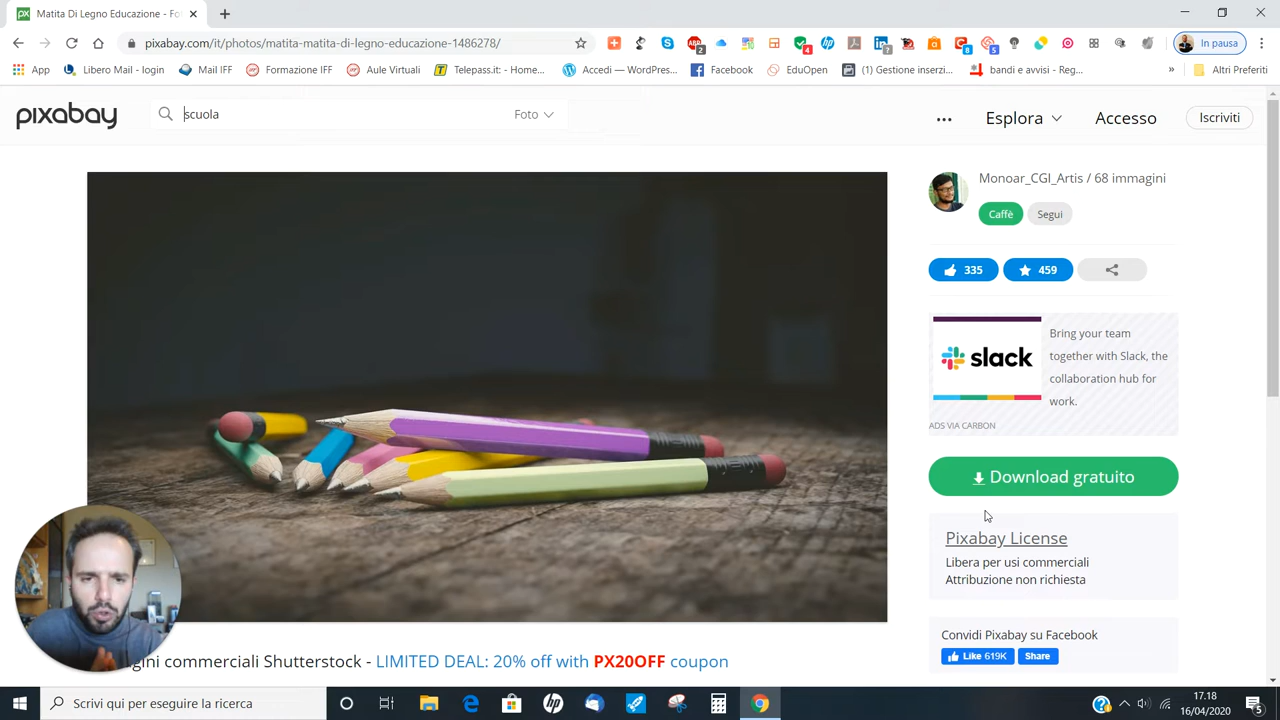 Matita Di Legno Educazione - Fo
pixabay.com/it/photos/matita-matita-di-legno-educazione-1486278/
In pausa
App
Libero Mail - login
Mail IFF
Formazione IFF
Aule Virtuali
Telepass.it: - Home...
Accedi — WordPres...
Facebook
EduOpen
(1) Gestione inserzi...
bandi e avvisi - Reg...
»
Altri Preferiti
pixabay
scuola
Foto
Esplora
Accesso
Iscriviti
Monoar_CGI_Artis / 68 immagini
Caffè
Segui
335
459
slack
Bring your team
together with Slack, the
collaboration hub for
work.
ADS VIA CARBON
Download gratuito
Pixabay License
Libera per usi commerciali
Attribuzione non richiesta
Convidi Pixabay su Facebook
Like 619K
Share
commerciali Shutterstock - LIMITED DEAL: 20% off with PX20OFF coupon
Scrivi qui per eseguire la ricerca
17.18
16/04/2020
5